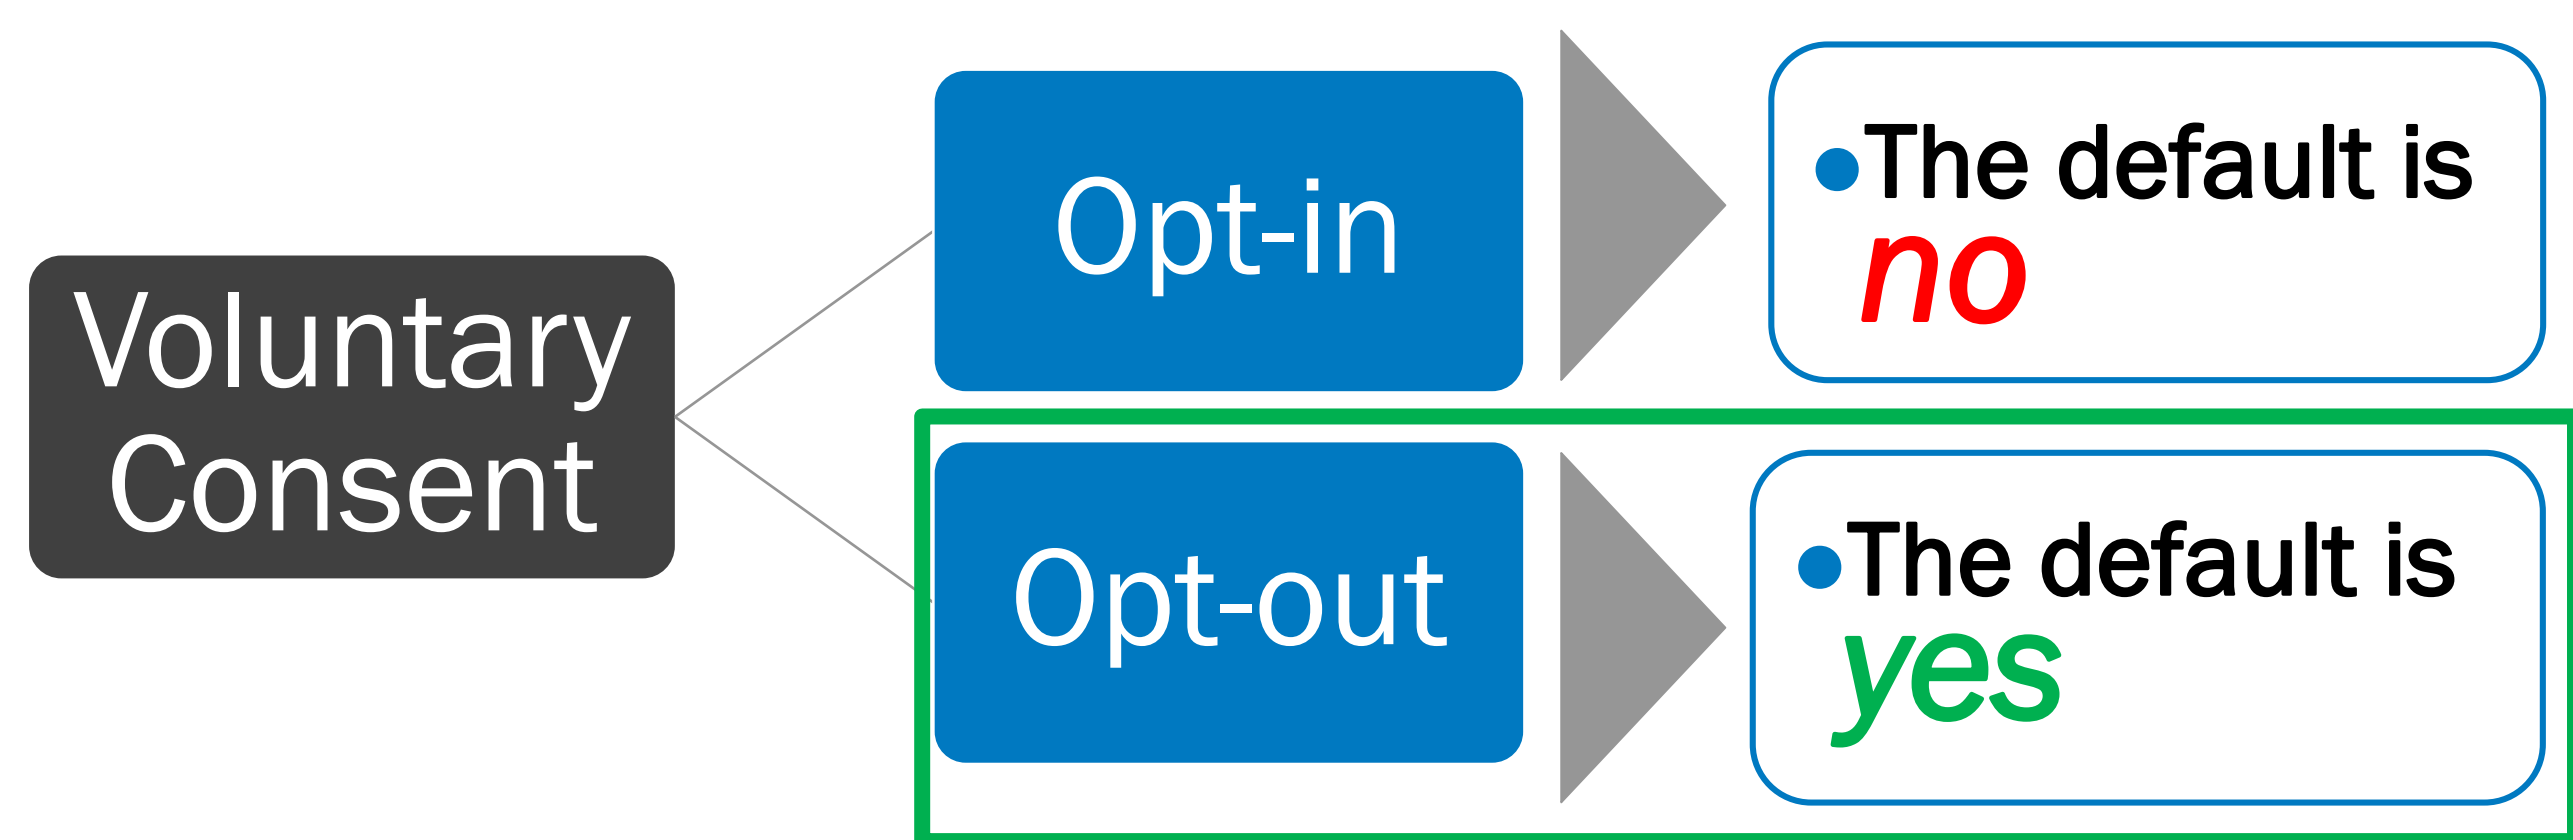 Voluntary
Consent
Opt-in
•The default is
no
Opt-out
•The default is
yes